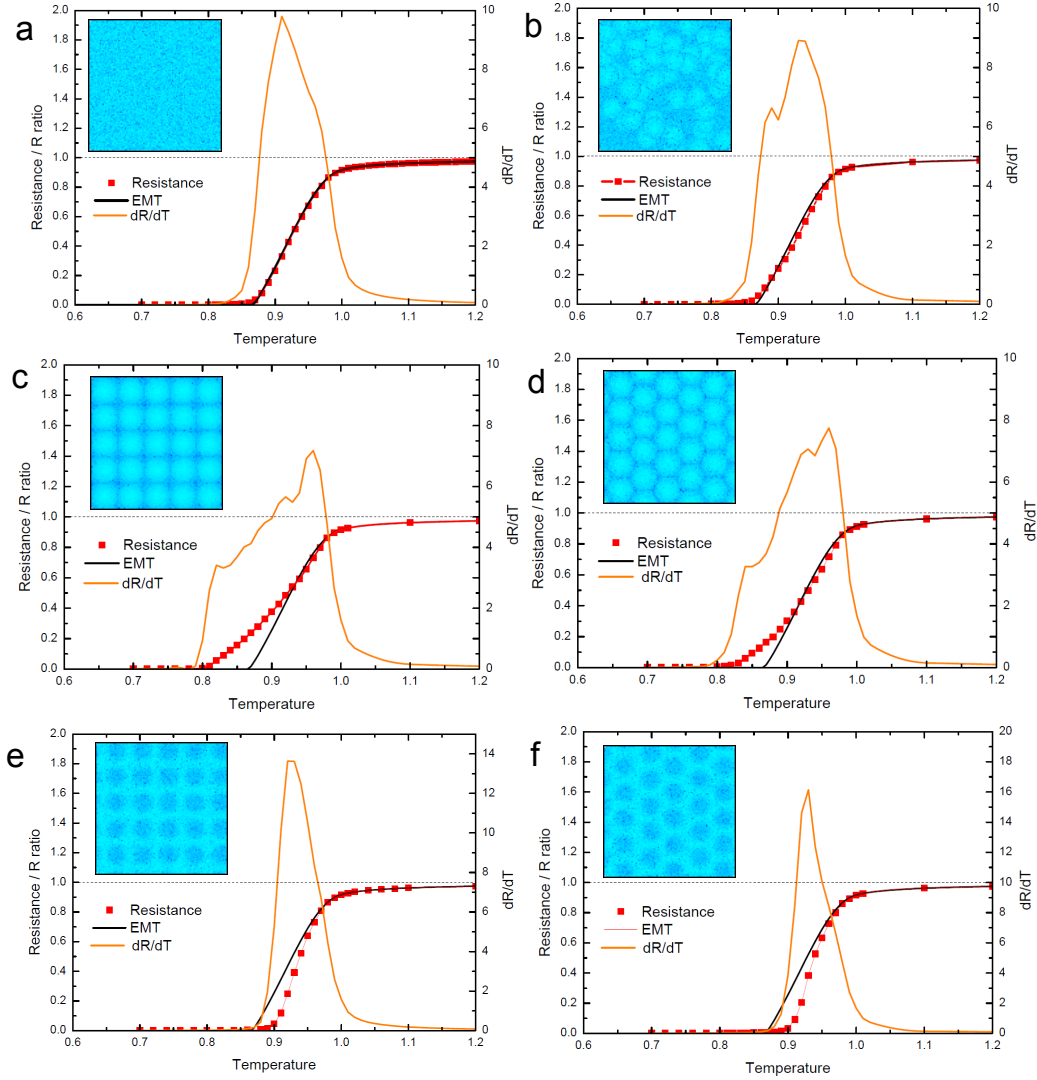 a
2.0
1.8
1.6
1.4
1.2
1.0
0.8
0.6
0.4
0.2
0.0
Resistance / R ratio
10
8
6
4
2
0
dR/dT
Resistance
EMT
dR/dT
0.6 0.7 0.8 0.9 1.0 1.1 1.2
Temperature
b
2.0
1.8
1.6
1.4
1.2
1.0
0.8
0.6
0.4
0.2
0.0
Resistance / R ratio
10
8
6
4
2
0
dR/dT
Resistance
EMT
dR/dT
0.6 0.7 0.8 0.9 1.0 1.1 1.2
Temperature
c
2.0
1.8
1.6
1.4
1.2
1.0
0.8
0.6
0.4
0.2
0.0
Resistance / R ratio
10
8
6
4
2
0
dR/dT
Resistance
EMT
dR/dT
0.6 0.7 0.8 0.9 1.0 1.1 1.2
Temperature
d
2.0
1.8
1.6
1.4
1.2
1.0
0.8
0.6
0.4
0.2
0.0
Resistance / R ratio
10
8
6
4
2
0
dR/dT
Resistance
EMT
dR/dT
0.6 0.7 0.8 0.9 1.0 1.1 1.2
Temperature
e
2.0
1.8
1.6
1.4
1.2
1.0
0.8
0.6
0.4
0.2
0.0
Resistance / R ratio
14
12
10
8
6
4
2
0
dR/dT
Resistance
EMT
dR/dT
0.6 0.7 0.8 0.9 1.0 1.1 1.2
Temperature
f
2.0
1.8
1.6
1.4
1.2
1.0
0.8
0.6
0.4
0.2
0.0
Resistance / R ratio
20
18
16
14
12
10
8
6
4
2
0
dR/dT
Resistance
EMT
dR/dT
0.6 0.7 0.8 0.9 1.0 1.1 1.2
Temperature